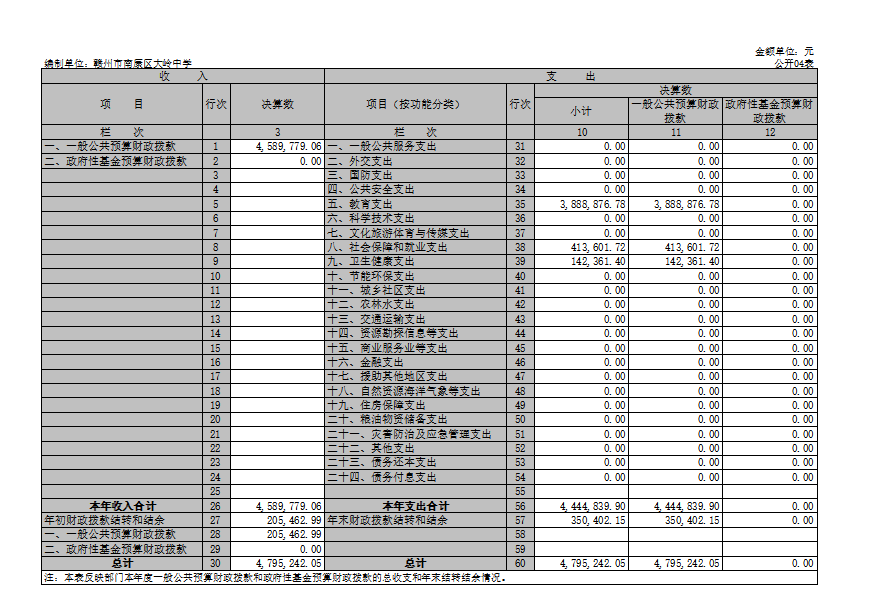 金额单位：元
编制单位：赣州市南康区大岭中学 公开04表
收 入 支 出
决算数
项 目 行次 决算数 项目（按功能分类） 行次 小计 一般公共预算财政拨款 政府性基金预算财政拨款
栏 次 3 栏 次 10 11 12
一、一般公共预算财政拨款 1 4,589,779.06 一、一般公共服务支出 31 0.00 0.00 0.00
二、政府性基金预算财政拨款 2 0.00 二、外交支出 32 0.00 0.00 0.00
3 三、国防支出 33 0.00 0.00 0.00
4 四、公共安全支出 34 0.00 0.00 0.00
5 五、教育支出 35 3,888,876.78 3,888,876.78 0.00
6 六、科学技术支出 36 0.00 0.00 0.00
7 七、文化旅游体育与传媒支出 37 0.00 0.00 0.00
8 八、社会保障和就业支出 38 413,601.72 413,601.72 0.00
9 九、卫生健康支出 39 142,361.40 142,361.40 0.00
10 十、节能环保支出 40 0.00 0.00 0.00
11 十一、城乡社区支出 41 0.00 0.00 0.00
12 十二、农林水支出 42 0.00 0.00 0.00
13 十三、交通运输支出 43 0.00 0.00 0.00
14 十四、资源勘探信息等支出 44 0.00 0.00 0.00
15 十五、商业服务业等支出 45 0.00 0.00 0.00
16 十六、金融支出 46 0.00 0.00 0.00
17 十七、援助其他地区支出 47 0.00 0.00 0.00
18 十八、自然资源海洋气象等支出 48 0.00 0.00 0.00
19 十九、住房保障支出 49 0.00 0.00 0.00
20 二十、粮油物资储备支出 50 0.00 0.00 0.00
21 二十一、灾害防治及应急管理支出 51 0.00 0.00 0.00
22 二十二、其他支出 52 0.00 0.00 0.00
23 二十三、债务还本支出 53 0.00 0.00 0.00
24 二十四、债务付息支出 54 0.00 0.00 0.00
25 55
本年收入合计 26 4,589,779.06 本年支出合计 56 4,444,839.90 4,444,839.90 0.00
年初财政拨款结转和结余 27 205,462.99 年末财政拨款结转和结余 57 350,402.15 350,402.15 0.00
一、一般公共预算财政拨款 28 205,462.99 58
二、政府性基金预算财政拨款 29 0.00 59
总计 30 4,795,242.05 总计 60 4,795,242.05 4,795,242.05 0.00
注：本表反映部门本年度一般公共预算财政拨款和政府性基金预算财政拨款的总收支和年末结转结余情况。